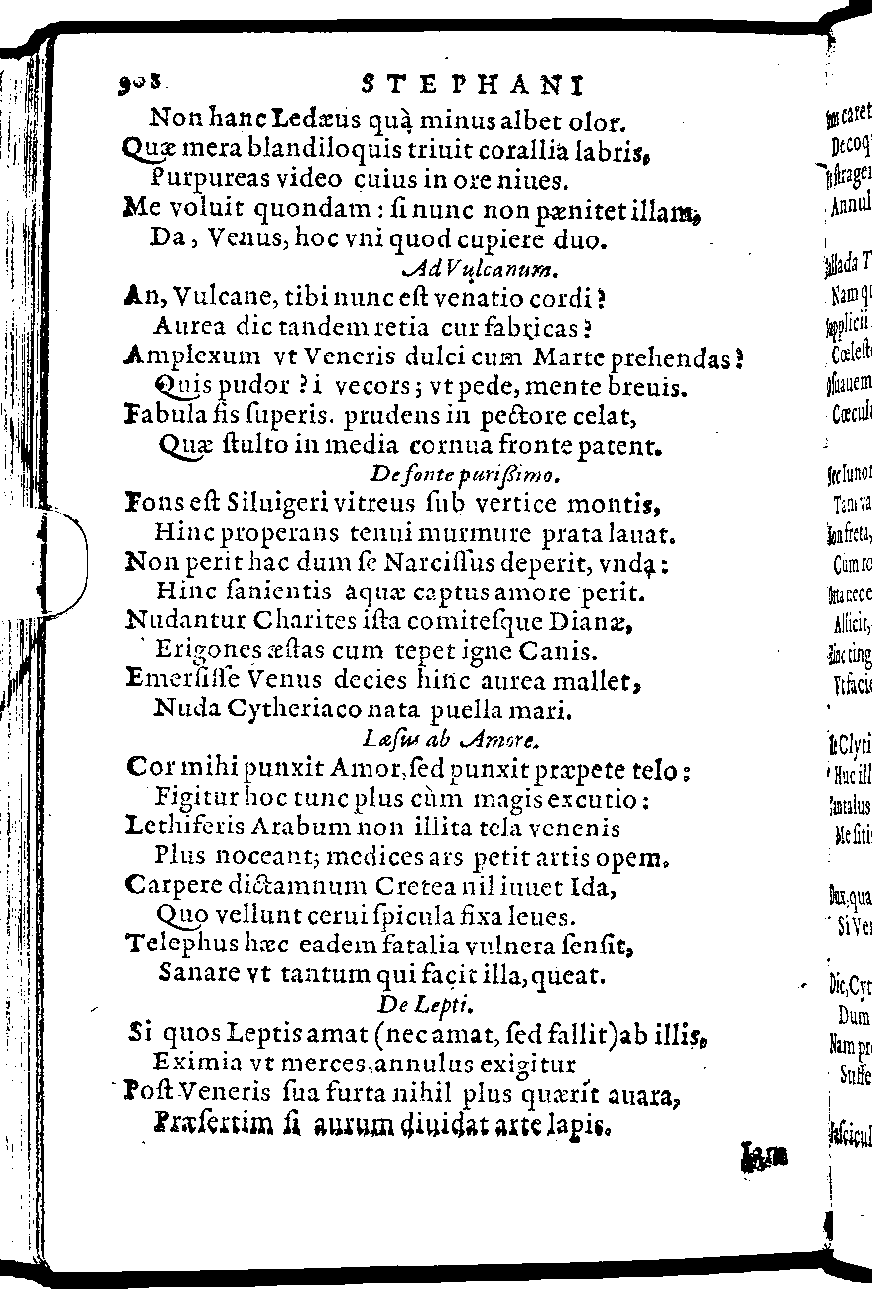 908 STEPHANI
Non hanc Ledæus quà minus albet olor.
Quæ mera blandiloquis triuit corallia labris,
Purpureas video cuius in ore niues.
Me voluit quondam: ſi nunc non pænitet illam,
Da, Venus, hoc vni quod cupiere duo.
Ad Vulcanum.
An, Vulcane, tibi nunc eſt venatio cordi?
Aurea dic tandem retia cur fabricas?
Amplexum vt Veneris dulci cum Marte prehendas?
Quis pudor? i vecors; vt pede, mente breuis.
Fabula fis ſuperis. prudens in pectore celat,
Quæ ſtulto in media cornua fronte patent.
De fonte purißimo.
Fons eſt Siluigeri vitreus ſub vertice montis,
Hinc properans tenui murmure prata lauat.
Non perit hac dum ſe Narciſſus deperit, vnda:
Hinc ſanientis aquæ captus amore perit.
Nudantur Charites iſta comiteſque Dianæ,
Erigones æſtas cum tepet igne Canis.
Emerſiſſe Venus decies hinc aurea mallet,
Nuda Cytheriaco nata puella mari.
Læſus ab Amore.
Cor mihi punxit Amor, ſed punxit præpete telo:
Figitur hoc tunc plus cùm magis excutio:
Lethiferis Arabum non illita tela venenis
Plus noceant; medices ars petit artis opem.
Carpere dictamnum Cretea nil iuuet Ida,
Quo vellunt cerui ſpicula fixa leues.
Telephus hæc eadem fatalia vulnera ſenſit,
Sanare vt tantum qui facit illa, queat.
De Lepti.
Si quos Leptis amat (nec amat, ſed fallit) ab illis,
Eximia vt merces, annulus exigitur
Poſt Veneris ſua furta nihil plus quærit auara,
Præſertim ſi aurum diuidat arte lapis.
Iam